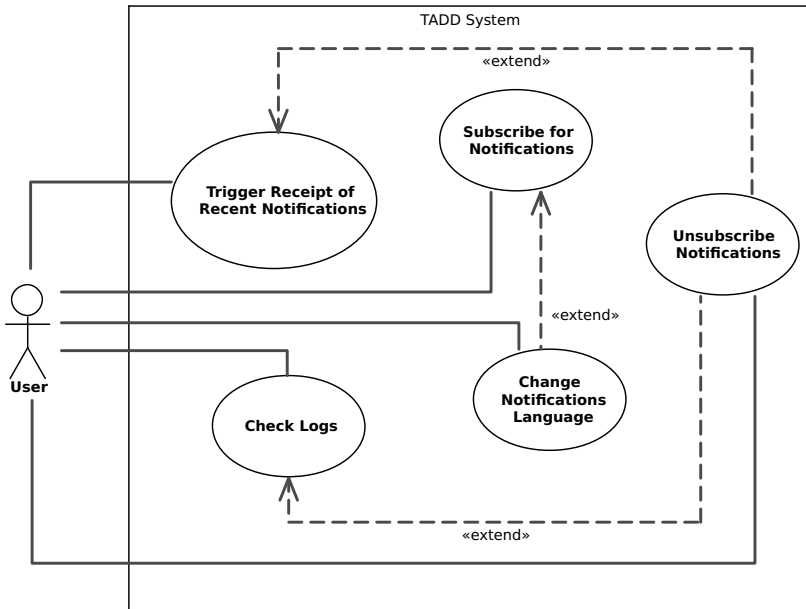 TADD System
«extend»
Subscribe for
Notifications
Trigger Receipt of
Recent Notifications
Unsubscribe
Notifications
«extend»
User
Change
Notifications
Language
Check Logs
«extend»